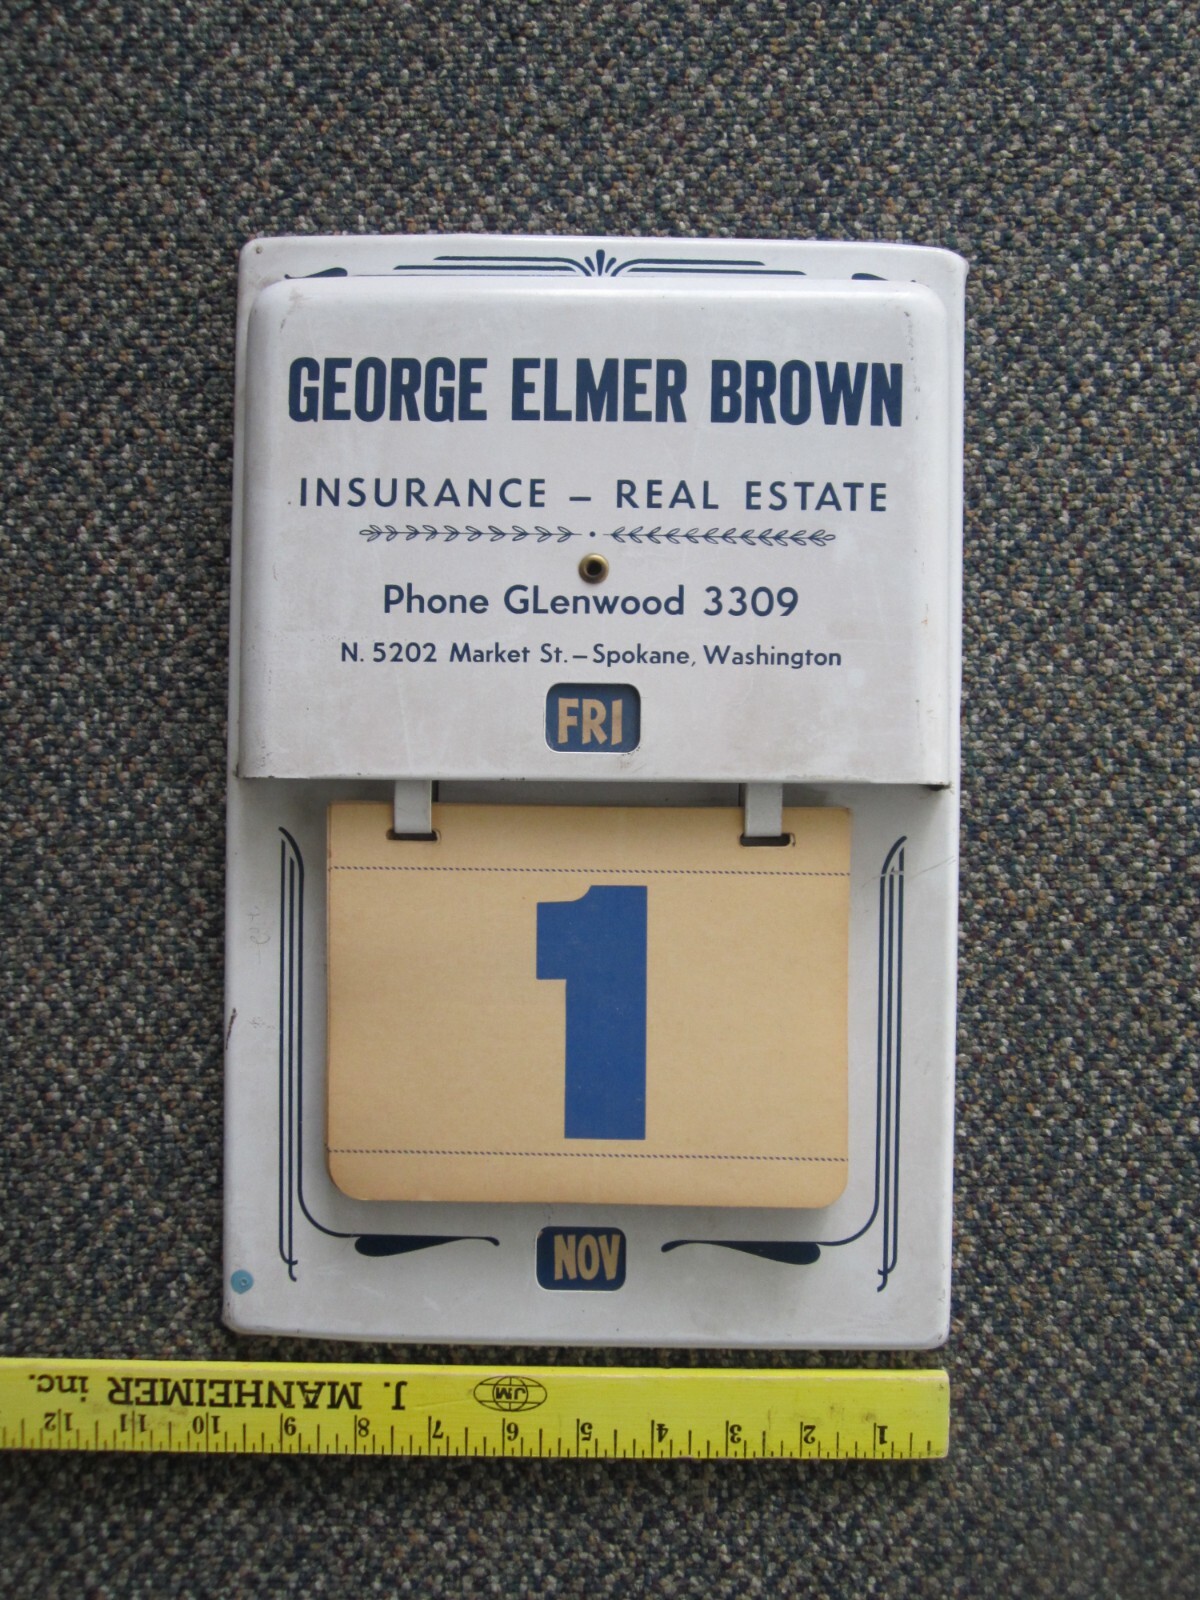 GEORGE ELMER BROWN
INSURANCE – REAL ESTATE
Phone GLenwood 3309
N. 5202 Market St. – Spokane, Washington
FRI
1
NOV
J. MANHEIMER inc.
JM
1 2 3 4 5 6 7 8 9 10 11 12